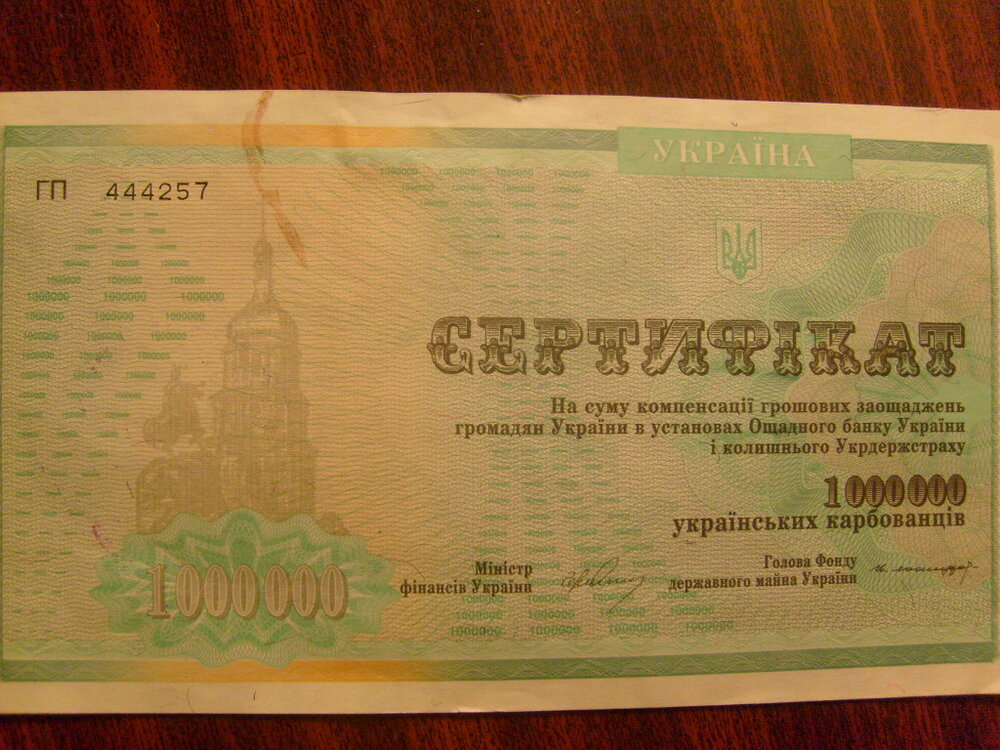 УКРАЇНА
ГП 444257
СЕРТИФІКАТ
На суму компенсації грошових заощаджень
громадян України в установах Ощадного банку України
і колишнього Укрдержстраху
1000000
українських карбованців
Міністр
фінансів України
Голова Фонду
державного майна України
1000000